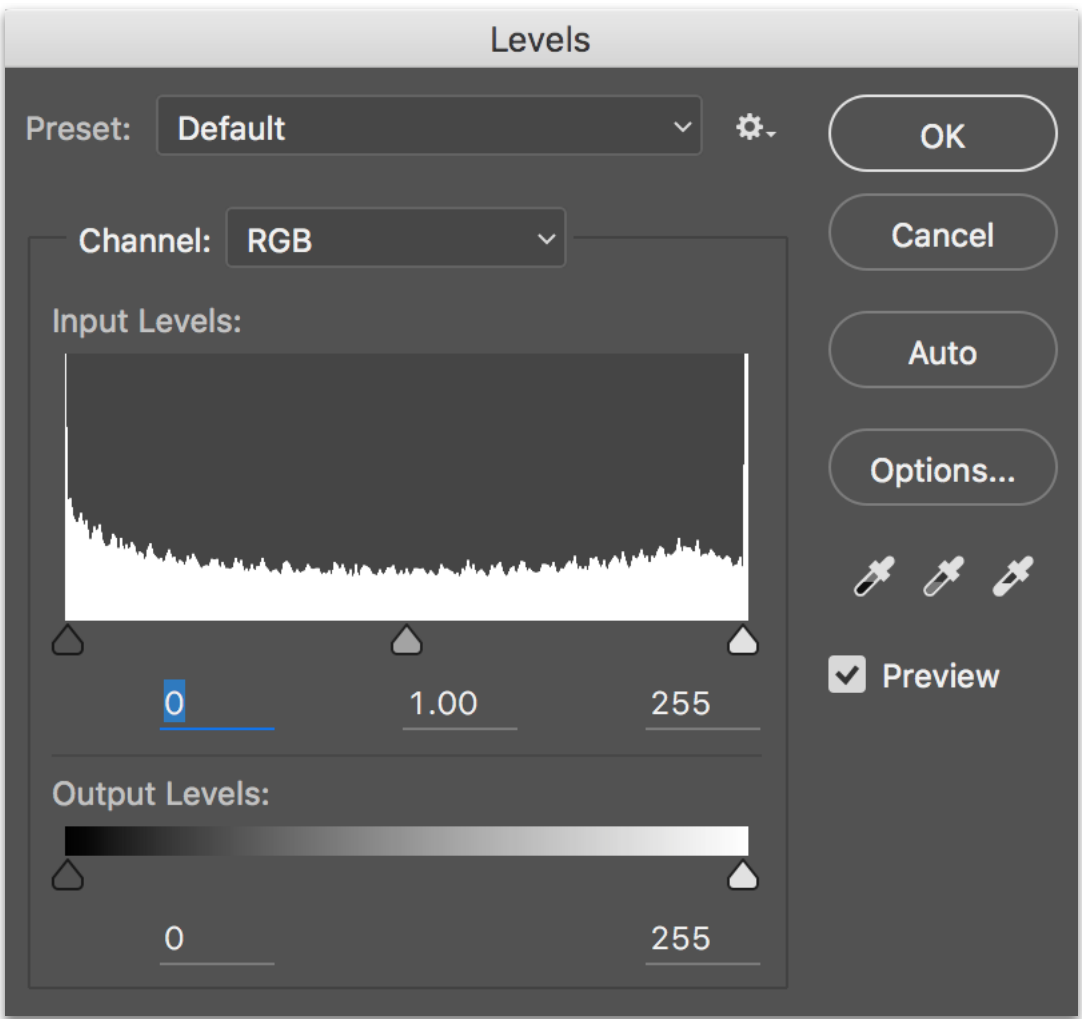 Levels
Preset: Default
OK
Cancel
Channel: RGB
Input Levels:
Auto
Options...
Preview
0 1.00 255
Output Levels:
0 255